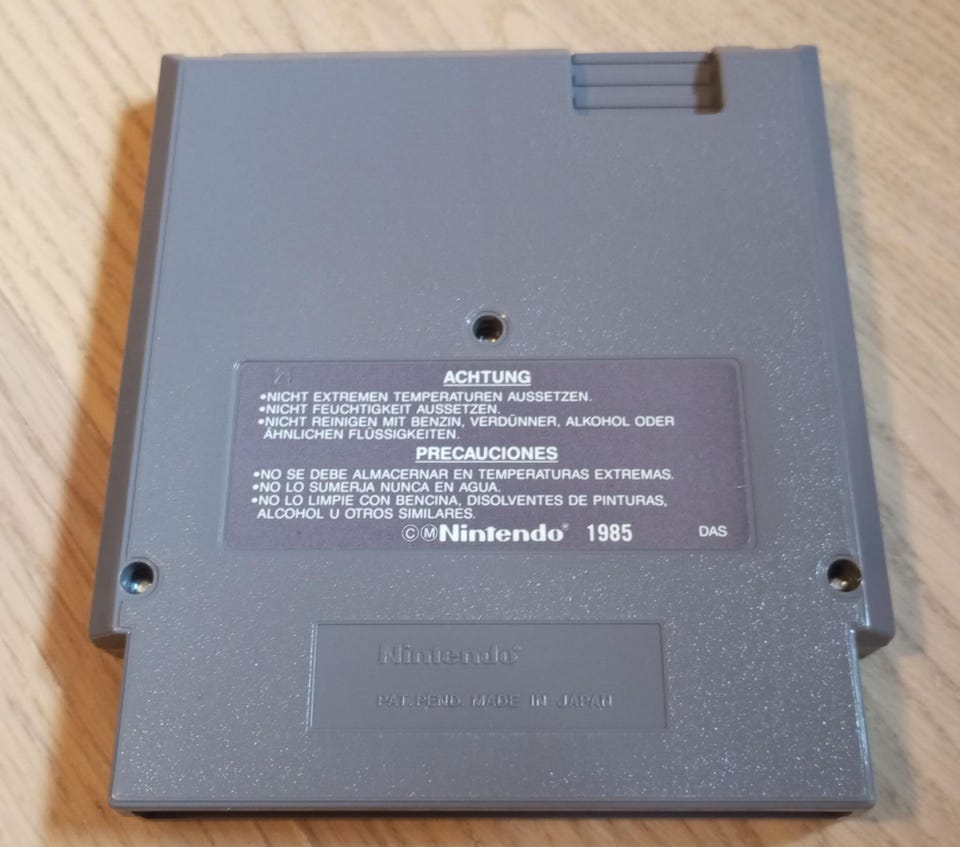 21
ACHTUNG
•NICHT EXTREMEN TEMPERATUREN AUSSETZEN.
•NICHT FEUCHTIGKEIT AUSSETZEN.
•NICHT REINIGEN MIT BENZIN, VERDÜNNER, ALKOHOL ODER
ÄHNLICHEN FLÜSSIGKEITEN.
PRECAUCIONES
•NO SE DEBE ALMACERNAR EN TEMPERATURAS EXTREMAS.
•NO LO SUMERJA NUNCA EN AGUA.
•NO LO LIMPIE CON BENCINA, DISOLVENTES DE PINTURAS,
ALCOHOL U OTROS SIMILARES.
©Ⓜ Nintendo® 1985 DAS
Nintendo®
PAT. PEND. MADE IN JAPAN